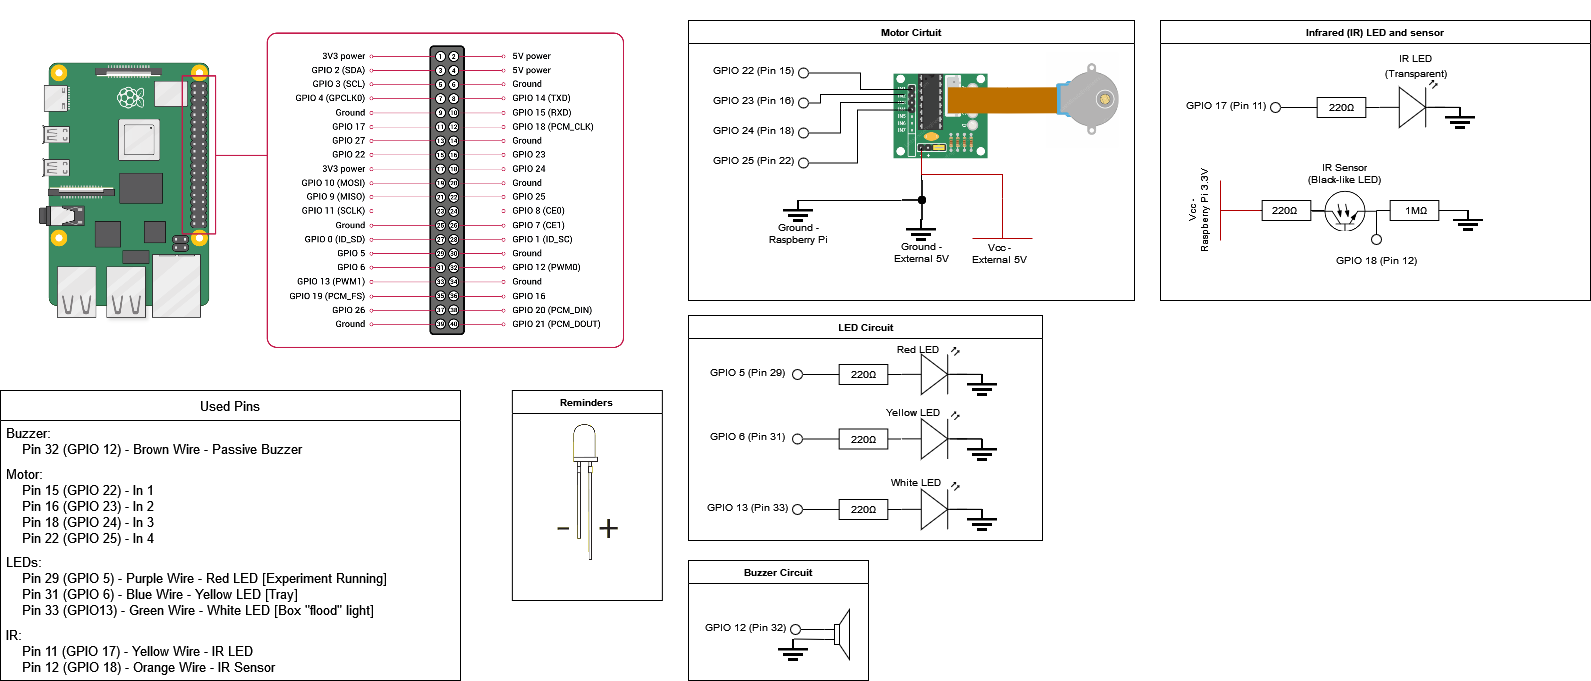 3V3 power 1 2 5V power
GPIO 2 (SDA) 3 4 5V power
GPIO 3 (SCL) 5 6 Ground
GPIO 4 (GPCLK0) 7 8 GPIO 14 (TXD)
Ground 9 10 GPIO 15 (RXD)
GPIO 17 11 12 GPIO 18 (PCM_CLK)
GPIO 27 13 14 Ground
GPIO 22 15 16 GPIO 23
3V3 power 17 18 GPIO 24
GPIO 10 (MOSI) 19 20 Ground
GPIO 9 (MISO) 21 22 GPIO 25
GPIO 11 (SCLK) 23 24 GPIO 8 (CE0)
Ground 25 26 GPIO 7 (CE1)
GPIO 0 (ID_SD) 27 28 GPIO 1 (ID_SC)
GPIO 5 29 30 Ground
GPIO 6 31 32 GPIO 12 (PWM0)
GPIO 13 (PWM1) 33 34 Ground
GPIO 19 (PCM_FS) 35 36 GPIO 16
GPIO 26 37 38 GPIO 20 (PCM_DIN)
Ground 39 40 GPIO 21 (PCM_DOUT)
Motor Cirtuit
GPIO 22 (Pin 15)
GPIO 23 (Pin 16)
GPIO 24 (Pin 18)
GPIO 25 (Pin 22)
IN5
IN6
IN7
Ground -
Raspberry Pi
Ground -
External 5V
Vcc -
External 5V
Infrared (IR) LED and sensor
IR LED
(Transparent)
GPIO 17 (Pin 11)
220Ω
IR Sensor
(Black-like LED)
Vcc -
Raspberry Pi 3.3V
220Ω
1MΩ
GPIO 18 (Pin 12)
LED Circuit
Red LED
GPIO 5 (Pin 29)
220Ω
Yellow LED
GPIO 6 (Pin 31)
220Ω
White LED
GPIO 13 (Pin 33)
220Ω
Used Pins
Buzzer:
Pin 32 (GPIO 12) - Brown Wire - Passive Buzzer
Motor:
Pin 15 (GPIO 22) - In 1
Pin 16 (GPIO 23) - In 2
Pin 18 (GPIO 24) - In 3
Pin 22 (GPIO 25) - In 4
LEDs:
Pin 29 (GPIO 5) - Purple Wire - Red LED [Experiment Running]
Pin 31 (GPIO 6) - Blue Wire - Yellow LED [Tray]
Pin 33 (GPIO13) - Green Wire - White LED [Box "flood" light]
IR:
Pin 11 (GPIO 17) - Yellow Wire - IR LED
Pin 12 (GPIO 18) - Orange Wire - IR Sensor
Reminders
− +
Buzzer Circuit
GPIO 12 (Pin 32)